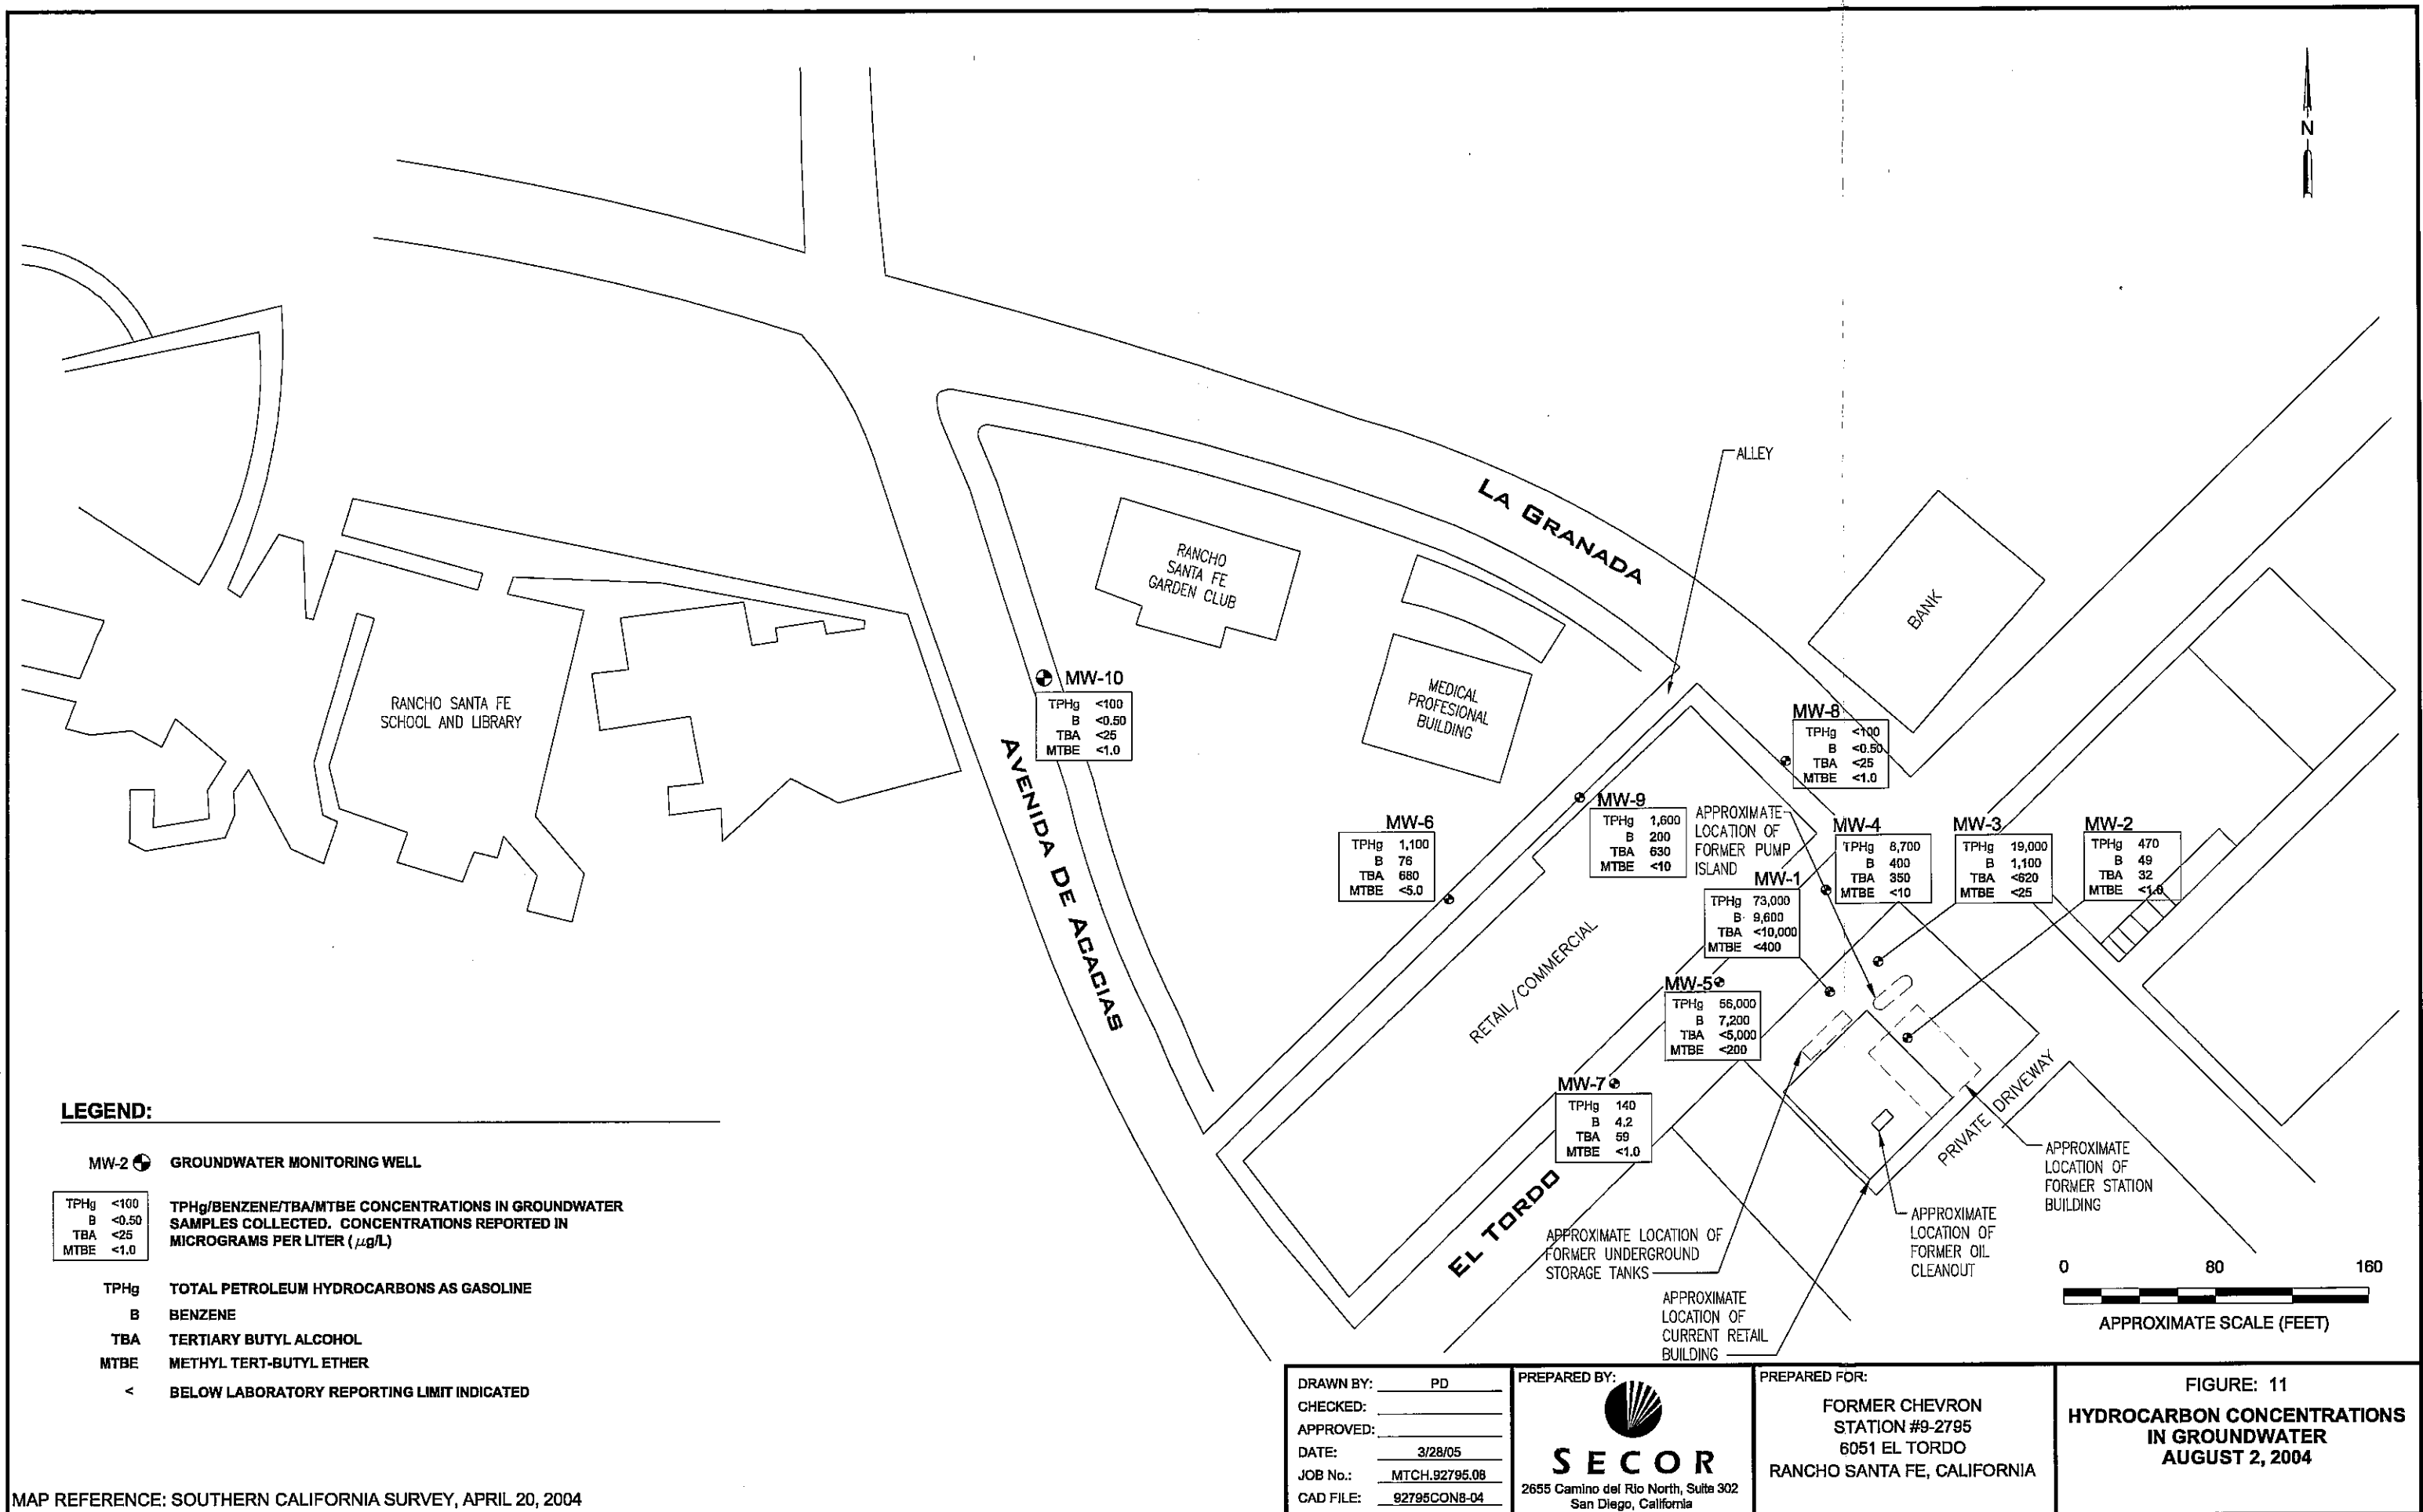 N
ALLEY
LA GRANADA
RANCHO
SANTA FE
GARDEN CLUB
BANK
MEDICAL
PROFESIONAL
BUILDING
RANCHO SANTA FE
SCHOOL AND LIBRARY
MW-10
TPHg <100
B <0.50
TBA <25
MTBE <1.0
AVENIDA DE ACACIAS
MW-8
TPHg <100
B <0.50
TBA <25
MTBE <1.0
MW-9
TPHg 1,600
B 200
TBA 630
MTBE <10
APPROXIMATE
LOCATION OF
FORMER PUMP
ISLAND
MW-6
TPHg 1,100
B 76
TBA 680
MTBE <5.0
MW-4
TPHg 8,700
B 400
TBA 350
MTBE <10
MW-3
TPHg 19,000
B 1,100
TBA <620
MTBE <25
MW-2
TPHg 470
B 49
TBA 32
MTBE <1.0
MW-1
TPHg 73,000
B 9,600
TBA <10,000
MTBE <400
RETAIL/COMMERCIAL
MW-5
TPHg 56,000
B 7,200
TBA <5,000
MTBE <200
MW-7
TPHg 140
B 4.2
TBA 59
MTBE <1.0
EL TORDO
PRIVATE DRIVEWAY
APPROXIMATE
LOCATION OF
FORMER STATION
BUILDING
APPROXIMATE
LOCATION OF
FORMER OIL
CLEANOUT
APPROXIMATE LOCATION OF
FORMER UNDERGROUND
STORAGE TANKS
APPROXIMATE
LOCATION OF
CURRENT RETAIL
BUILDING
0 80 160
APPROXIMATE SCALE (FEET)
LEGEND:
MW-2 GROUNDWATER MONITORING WELL
TPHg <100
B <0.50
TBA <25
MTBE <1.0
TPHg/BENZENE/TBA/MTBE CONCENTRATIONS IN GROUNDWATER
SAMPLES COLLECTED. CONCENTRATIONS REPORTED IN
MICROGRAMS PER LITER (µg/L)
TPHg TOTAL PETROLEUM HYDROCARBONS AS GASOLINE
B BENZENE
TBA TERTIARY BUTYL ALCOHOL
MTBE METHYL TERT-BUTYL ETHER
< BELOW LABORATORY REPORTING LIMIT INDICATED
MAP REFERENCE: SOUTHERN CALIFORNIA SURVEY, APRIL 20, 2004
DRAWN BY: PD
CHECKED:
APPROVED:
DATE: 3/28/05
JOB No.: MTCH.92795.08
CAD FILE: 92795CON8-04
PREPARED BY:
SECOR
2655 Camino del Rio North, Suite 302
San Diego, California
PREPARED FOR:
FORMER CHEVRON
STATION #9-2795
6051 EL TORDO
RANCHO SANTA FE, CALIFORNIA
FIGURE: 11
HYDROCARBON CONCENTRATIONS
IN GROUNDWATER
AUGUST 2, 2004